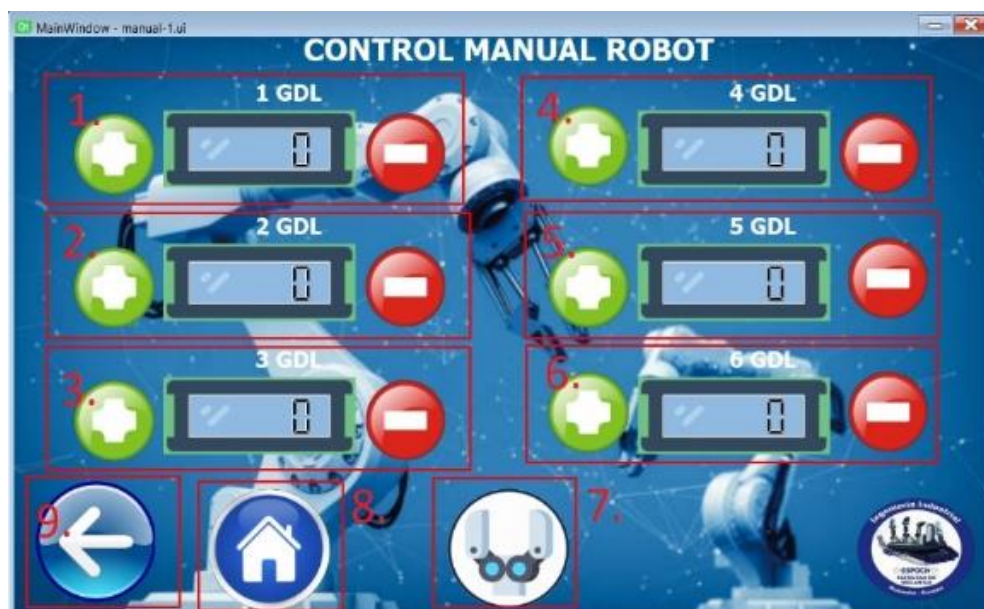 MainWindow - manual-1.ui
CONTROL MANUAL ROBOT
1.
1 GDL
0
4.
4 GDL
0
2.
2 GDL
0
5.
5 GDL
0
3.
3 GDL
0
6.
6 GDL
0
9.
8.
7.
Ingeniería Industrial
ESPOCH